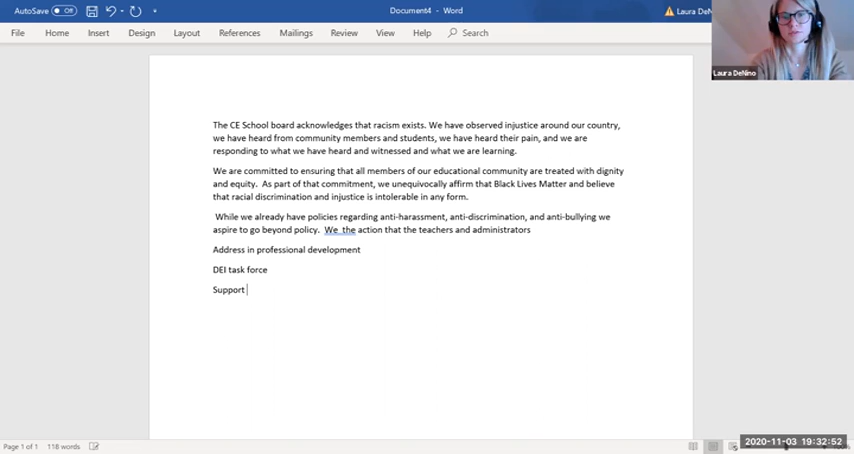 AutoSave Off
Document4 - Word
Laura DeN
File Home Insert Design Layout References Mailings Review View Help Search
Laura DeNino
The CE School board acknowledges that racism exists. We have observed injustice around our country,
we have heard from community members and students, we have heard their pain, and we are
responding to what we have heard and witnessed and what we are learning.
We are committed to ensuring that all members of our educational community are treated with dignity
and equity. As part of that commitment, we unequivocally affirm that Black Lives Matter and believe
that racial discrimination and injustice is intolerable in any form.
While we already have policies regarding anti-harassment, anti-discrimination, and anti-bullying we
aspire to go beyond policy. We the action that the teachers and administrators
Address in professional development
DEI task force
Support
Page 1 of 1 118 words
2020-11-03 19:32:52